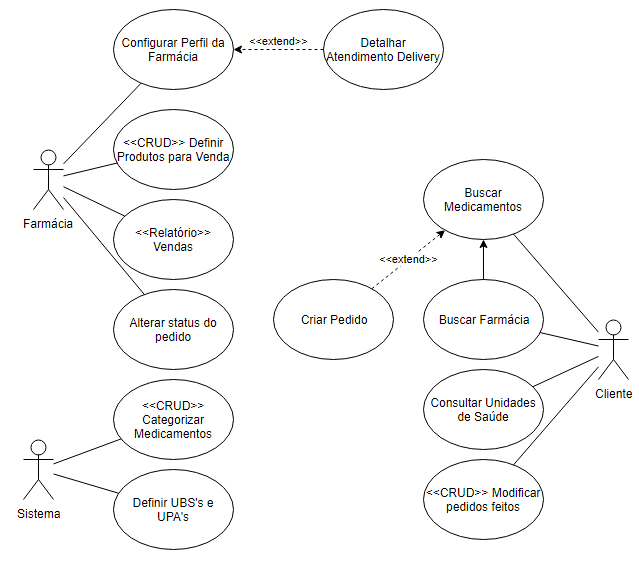 Configurar Perfil da
Farmácia
<<extend>>
Detalhar
Atendimento Delivery
<<CRUD>> Definir
Produtos para Venda
Farmácia
<<Relatório>>
Vendas
Alterar status do
pedido
Buscar
Medicamentos
<<extend>>
Criar Pedido
Buscar Farmácia
Cliente
Consultar Unidades
de Saúde
<<CRUD>> Modificar
pedidos feitos
<<CRUD>>
Categorizar
Medicamentos
Sistema
Definir UBS's e
UPA's